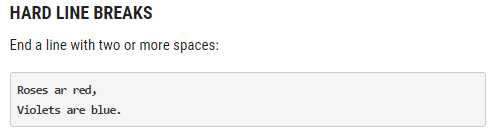 HARD LINE BREAKS
End a line with two or more spaces:
Roses ar red,
Violets are blue.